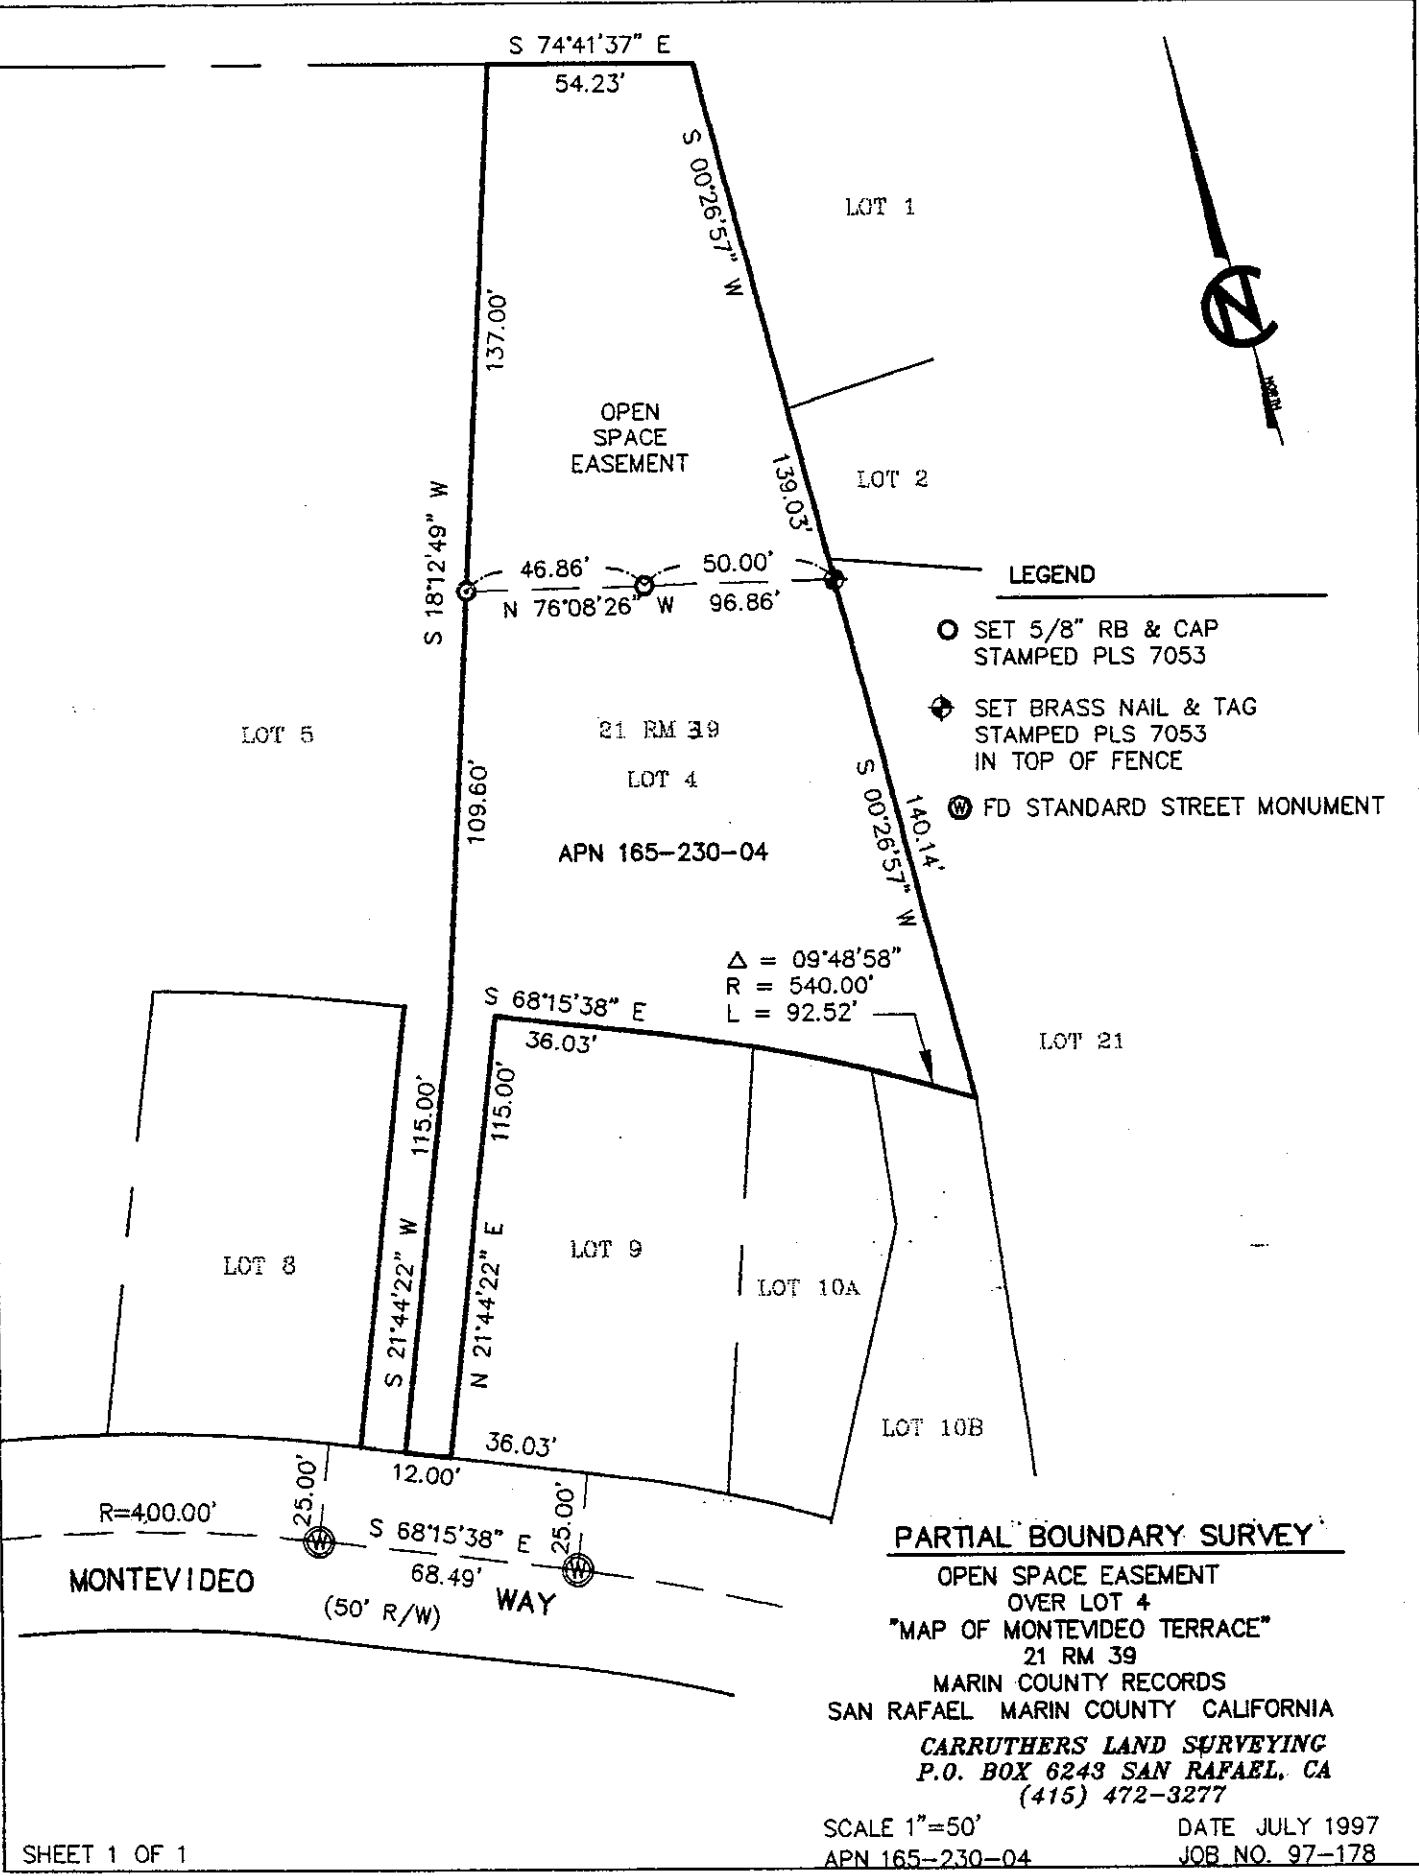 S 74°41'37" E
54.23'
S 00°26'57" W
LOT 1
137.00'
NORTH
OPEN
SPACE
EASEMENT
139.03'
LOT 2
S 18°12'49" W
46.86'
50.00'
N 76°08'26" W
96.86'
LEGEND
SET 5/8" RB & CAP
STAMPED PLS 7053
SET BRASS NAIL & TAG
STAMPED PLS 7053
IN TOP OF FENCE
W FD STANDARD STREET MONUMENT
LOT 5
21 RM 39
LOT 4
109.60'
APN 165-230-04
S 00°26'57" W
140.14'
Δ = 09°48'58"
R = 540.00'
L = 92.52'
S 68°15'38" E
36.03'
LOT 21
115.00'
115.00'
S 21°44'22" W
N 21°44'22" E
LOT 8
LOT 9
LOT 10A
LOT 10B
36.03'
12.00'
R=400.00'
25.00'
25.00'
W
S 68°15'38" E
W
68.49'
MONTEVIDEO
WAY
(50' R/W)
PARTIAL BOUNDARY SURVEY
OPEN SPACE EASEMENT
OVER LOT 4
"MAP OF MONTEVIDEO TERRACE"
21 RM 39
MARIN COUNTY RECORDS
SAN RAFAEL MARIN COUNTY CALIFORNIA
CARRUTHERS LAND SURVEYING
P.O. BOX 6243 SAN RAFAEL, CA
(415) 472-3277
SCALE 1"=50'
DATE JULY 1997
APN 165-230-04
JOB NO. 97-178
SHEET 1 OF 1